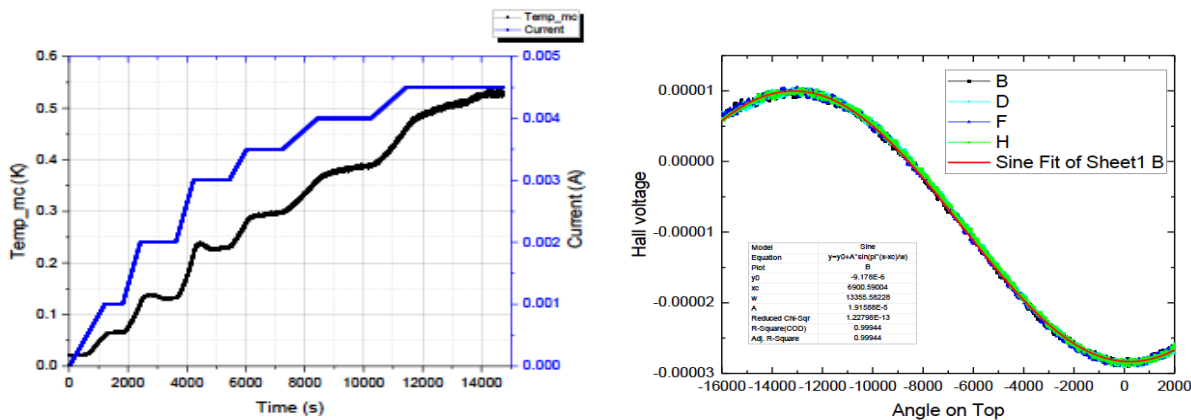 Temp_mc
Current
0.6
0.5
0.4
0.3
0.2
0.1
0.0
Temp_mc (K)
0.005
0.004
0.003
0.002
0.001
0.000
Current (A)
0 2000 4000 6000 8000 10000 12000 14000
Time (s)
0.00001
0.00000
-0.00001
-0.00002
-0.00003
Hall voltage
B
D
F
H
Sine Fit of Sheet1 B
Model Sine
Equation y=y0+A*sin(pi*(x-xc)/w)
Plot B
y0 -9.178E-6
xc 6900.59004
w 13355.58228
A 1.91588E-5
Reduced Chi-Sqr 1.22798E-13
R-Square(COD) 0.99944
Adj. R-Square 0.99944
-16000 -14000 -12000 -10000 -8000 -6000 -4000 -2000 0 2000
Angle on Top